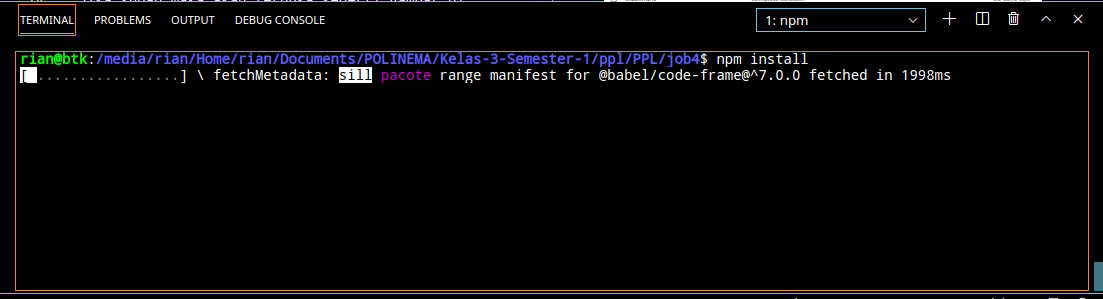 TERMINAL PROBLEMS OUTPUT DEBUG CONSOLE 1: npm
rian@btk:/media/rian/Home/rian/Documents/POLINEMA/Kelas-3-Semester-1/ppl/PPL/job4$ npm install
[ .................] \ fetchMetadata: sill pacote range manifest for @babel/code-frame@^7.0.0 fetched in 1998ms